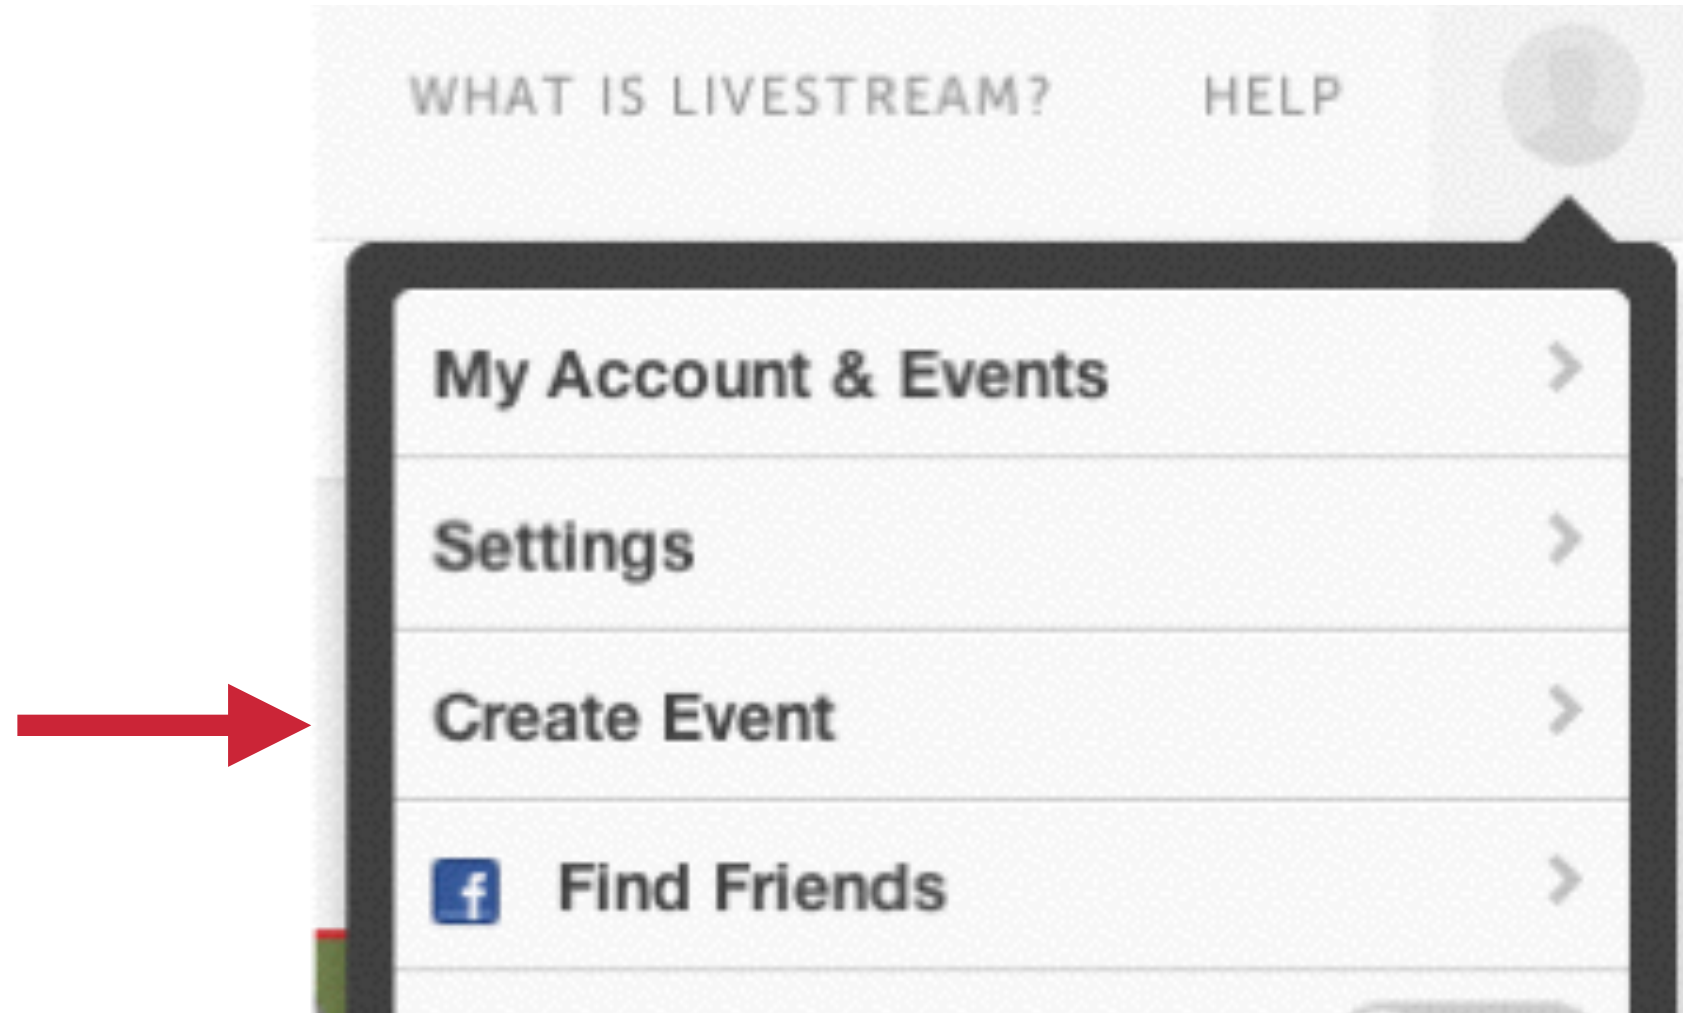 WHAT IS LIVESTREAM? HELP
My Account & Events
Settings
Create Event
f Find Friends